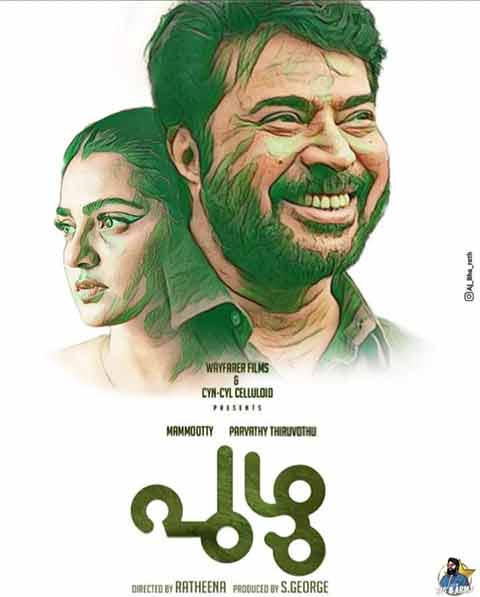 WAYFARER FILMS
&
CYN-CYL CELLULOID
PRESENTS
MAMMOOTTY PARVATHY THIRUVOTHU
പുഴു
DIRECTED BY RATHEENA PRODUCED BY S.GEORGE